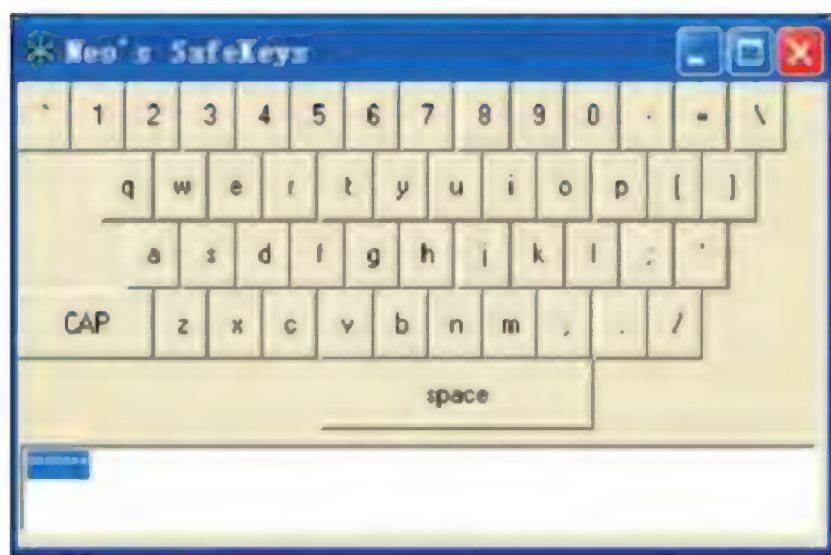 Neo's SafeKeys
` 1 2 3 4 5 6 7 8 9 0 - = \
q w e r t y u i o p [ ]
a s d f g h j k l ; '
CAP z x c v b n m , . /
space